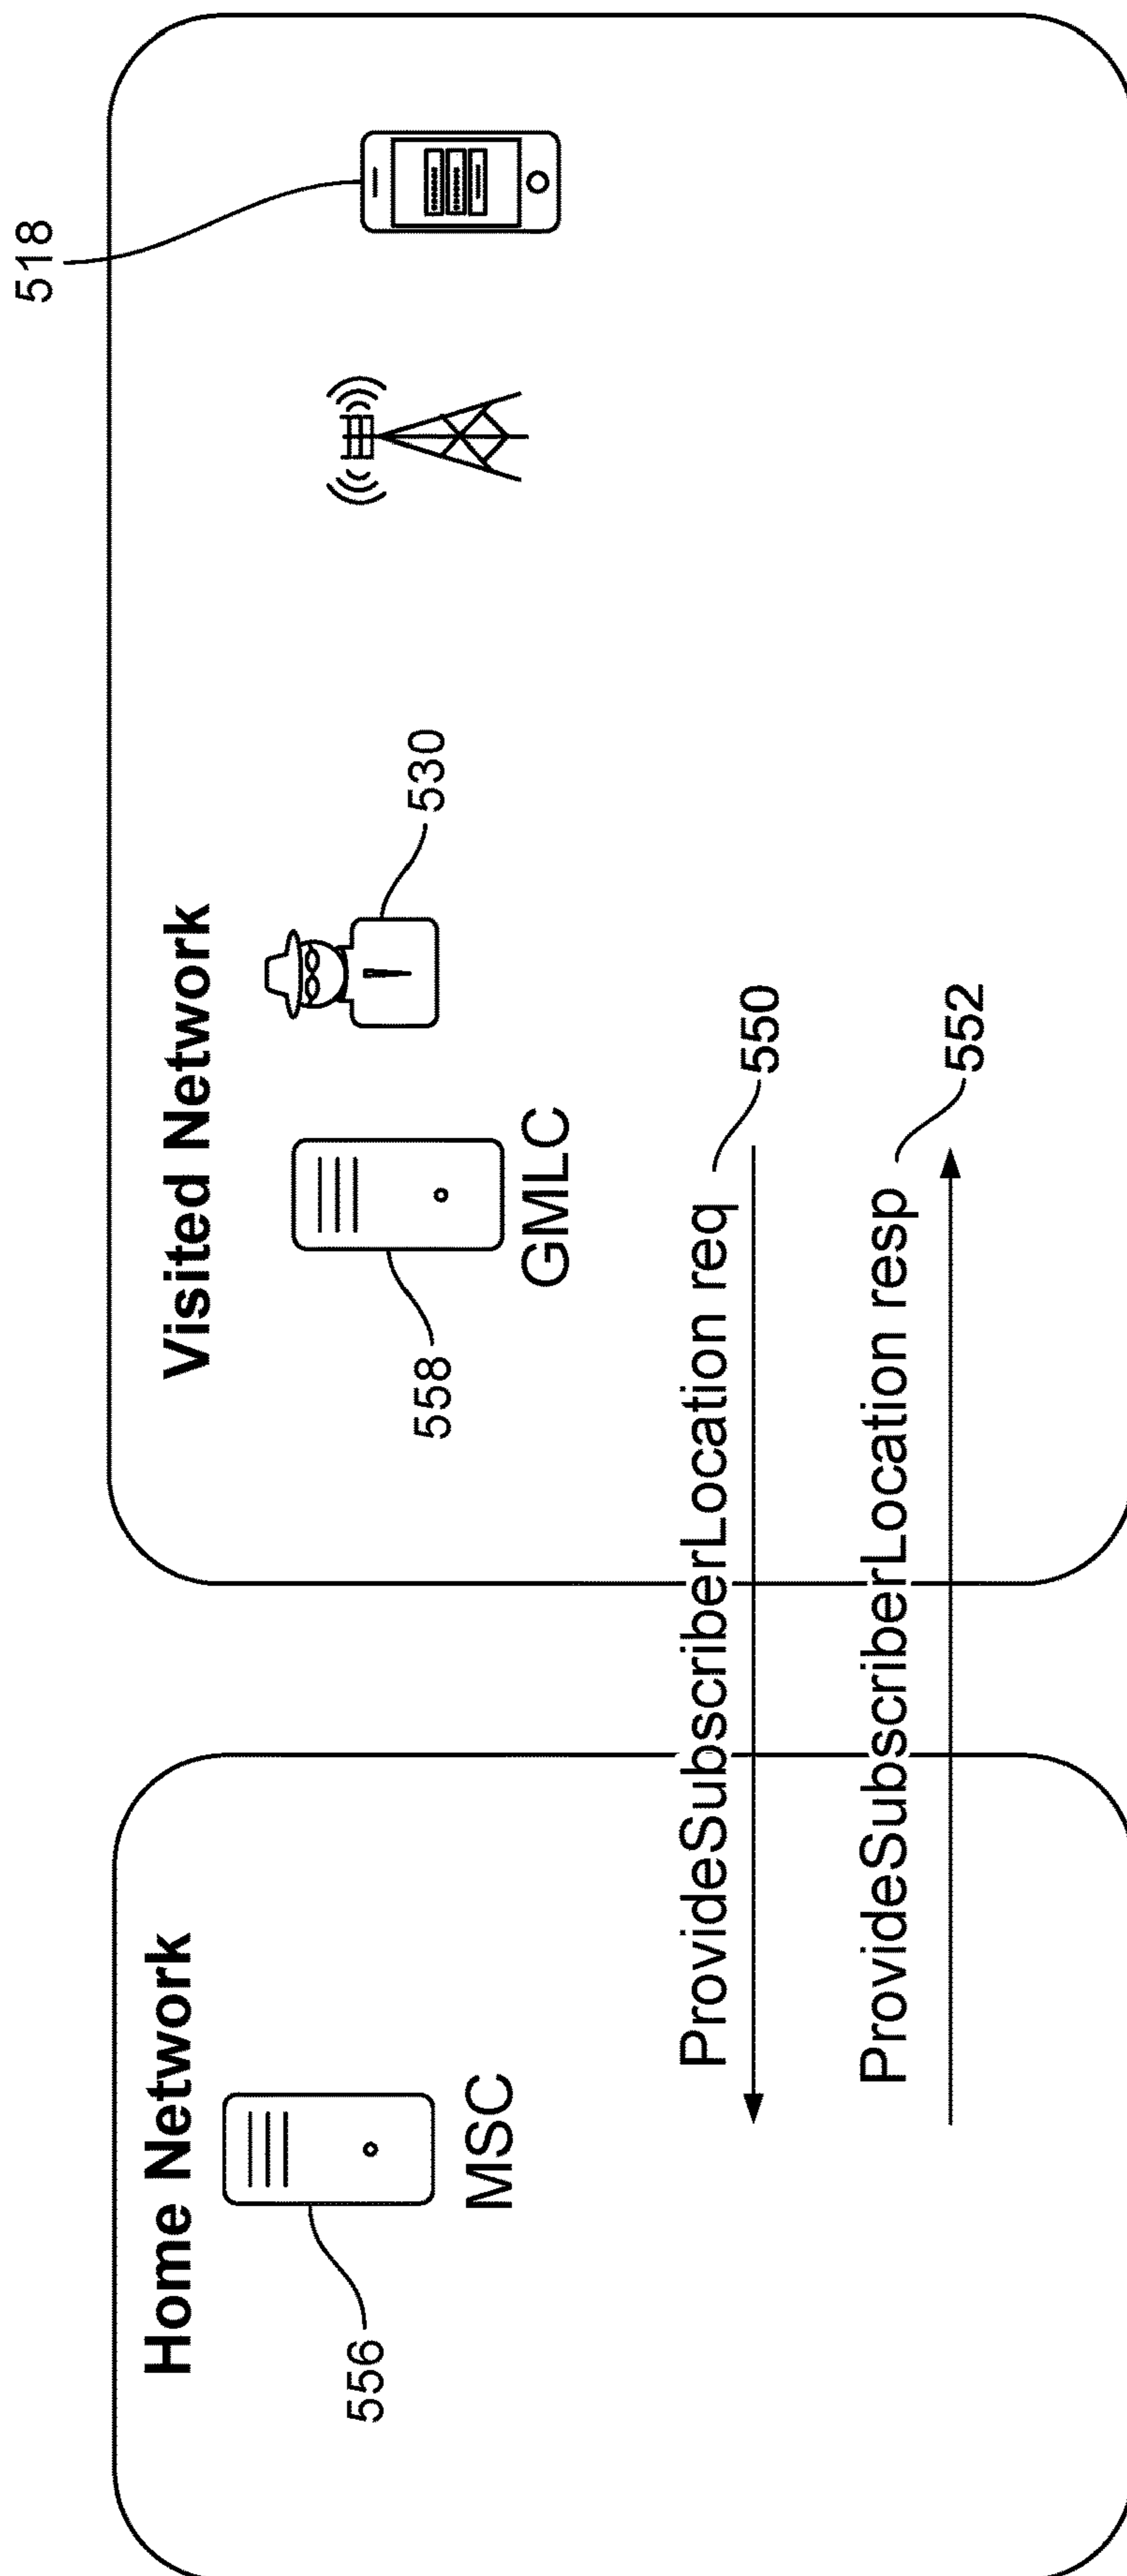 Home Network
Visited Network
518
530
558
GMLC
556
MSC
ProvideSubscriberLocation req
550
ProvideSubscriberLocation resp
552